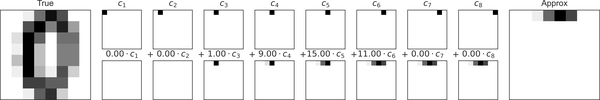 True c₁ c₂ c₃ c₄ c₅ c₆ c₇ c₈ Approx
0.00 · c₁ + 0.00 · c₂ + 1.00 · c₃ + 9.00 · c₄ +15.00 · c₅ +11.00 · c₆ + 0.00 · c₇ + 0.00 · c₈